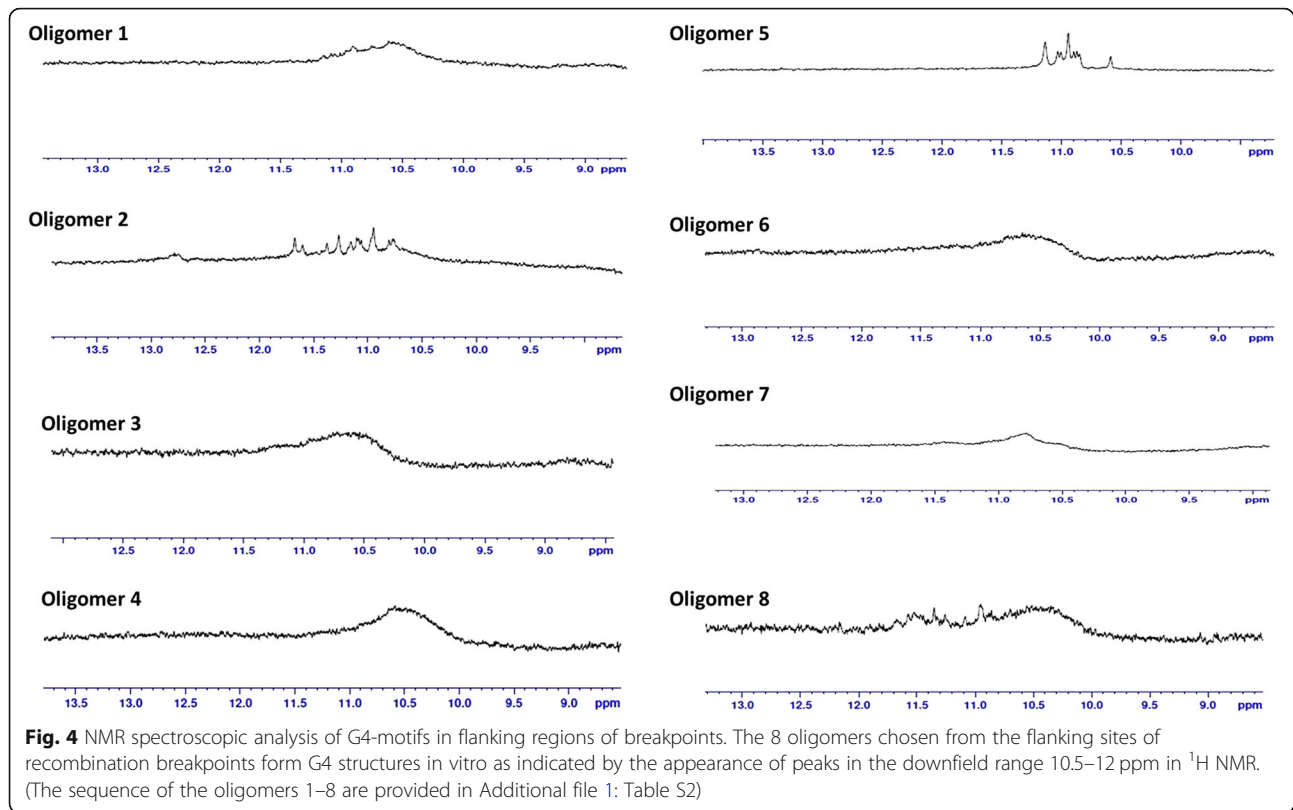 Oligomer 1
13.0 12.5 12.0 11.5 11.0 10.5 10.0 9.5 9.0 ppm
Oligomer 2
13.5 13.0 12.5 12.0 11.5 11.0 10.5 10.0 ppm
Oligomer 3
12.5 12.0 11.5 11.0 10.5 10.0 9.5 9.0 ppm
Oligomer 4
13.5 13.0 12.5 12.0 11.5 11.0 10.5 10.0 9.5 9.0 ppm
Oligomer 5
13.5 13.0 12.5 12.0 11.5 11.0 10.5 10.0 ppm
Oligomer 6
13.0 12.5 12.0 11.5 11.0 10.5 10.0 9.5 9.0 ppm
Oligomer 7
13.0 12.5 12.0 11.5 11.0 10.5 10.0 9.5 ppm
Oligomer 8
13.0 12.5 12.0 11.5 11.0 10.5 10.0 9.5 9.0 ppm
Fig. 4 NMR spectroscopic analysis of G4-motifs in flanking regions of breakpoints. The 8 oligomers chosen from the flanking sites of
recombination breakpoints form G4 structures in vitro as indicated by the appearance of peaks in the downfield range 10.5–12 ppm in ¹H NMR.
(The sequence of the oligomers 1–8 are provided in Additional file 1: Table S2)